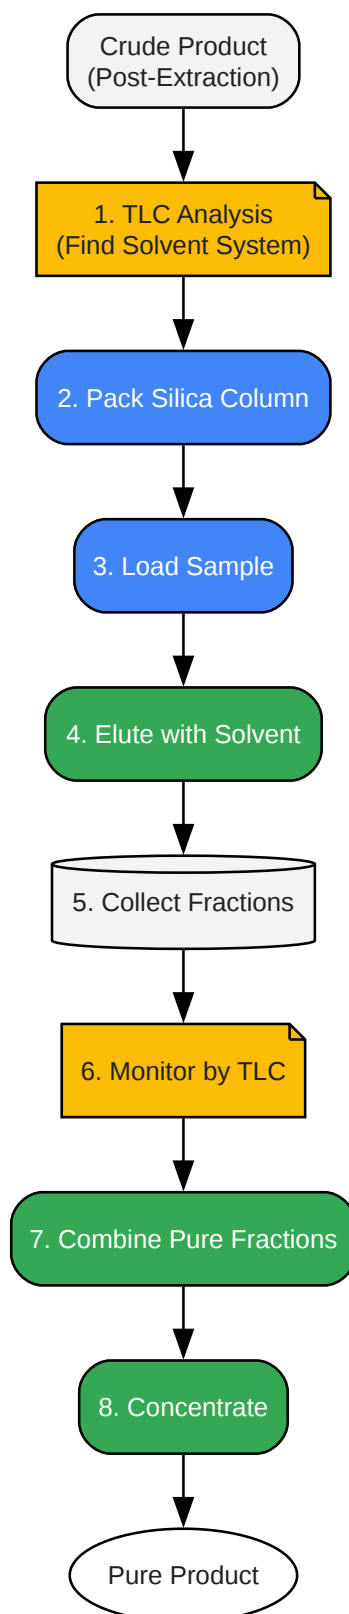 Crude Product
(Post-Extraction)
1. TLC Analysis
(Find Solvent System)
2. Pack Silica Column
3. Load Sample
4. Elute with Solvent
5. Collect Fractions
6. Monitor by TLC
7. Combine Pure Fractions
8. Concentrate
Pure Product